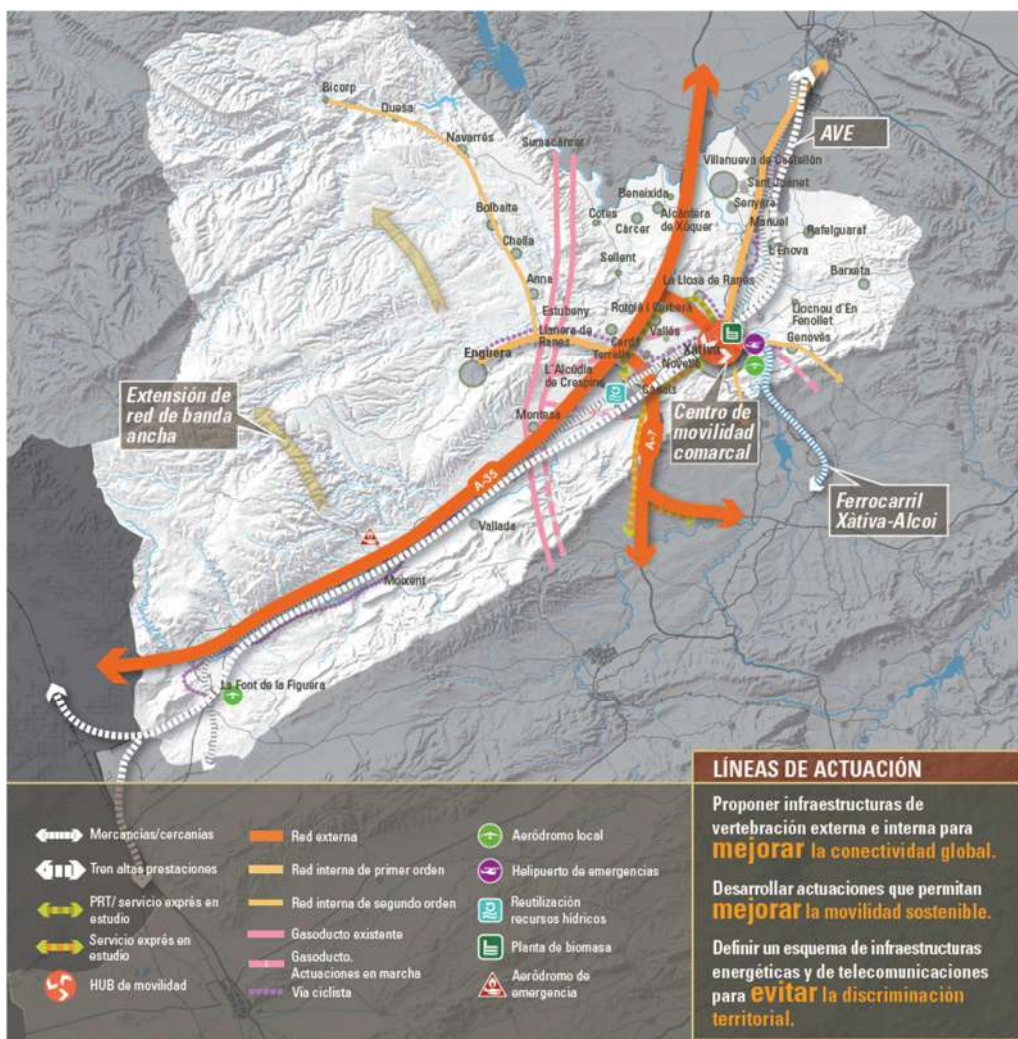 Bicorp
Quesa
Navarrés
Sumacàrcer
AVE
Villanueva de Castellón
Sant Joanet
Senyera
Beneixida
Cotes
Càrcer
Alcàntera
de Xúquer
Manuel
L'Énova
Rafelguaraf
Bolbaite
Chella
Sellent
Barxeta
Anna
La Llosa de Ranes
Llocnou d'En
Fenollet
Estubeny
Rotglà i Corberà
Vallés
Genovés
Llanera de
Ranes
Cerdà
Torrella
Xàtiva
Enguera
Novetlè
L'Alcúdia
de Crespins
Canals
Extensión de
red de banda
ancha
Montesa
Centro de
movilidad
comarcal
A-7
A-35
Ferrocarril
Xàtiva-Alcoi
Vallada
Moixent
La Font de la Figuera
Mercancías/cercanías
Tren altas prestaciones
PRT/ servicio exprés en
estudio
Servicio exprés en
estudio
HUB de movilidad
Red externa
Red interna de primer orden
Red interna de segundo orden
Gasoducto existente
Gasoducto.
Actuaciones en marcha
Vía ciclista
Aeródromo local
Helipuerto de emergencias
Reutilización
recursos hídricos
Planta de biomasa
Aeródromo de
emergencia
LÍNEAS DE ACTUACIÓN
Proponer infraestructuras de
vertebración externa e interna para
mejorar la conectividad global.
Desarrollar actuaciones que permitan
mejorar la movilidad sostenible.
Definir un esquema de infraestructuras
energéticas y de telecomunicaciones
para evitar la discriminación
territorial.